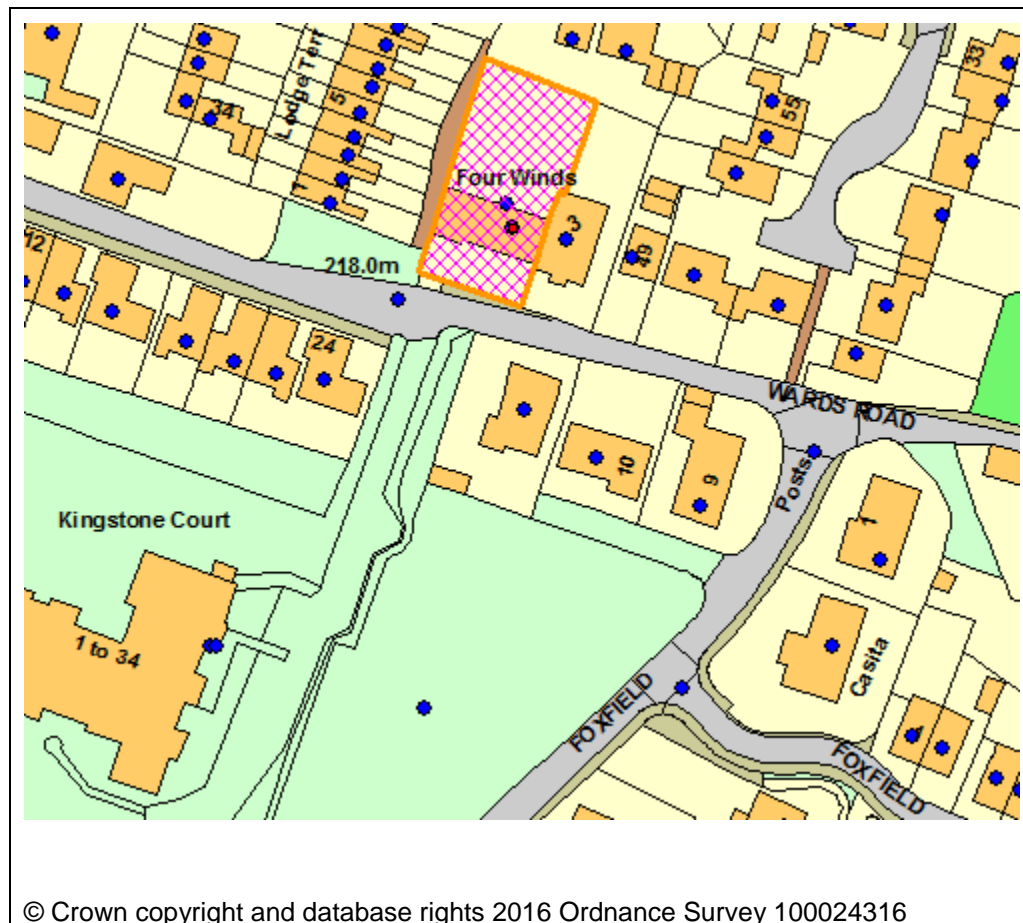 33
Lodge Terr
34
5
55
Four Winds
1
3
49
12
218.0m
24
WARDS ROAD
10
9
Posts
1
Kingstone Court
1 to 34
Casita
FOXFIELD
FOXFIELD
© Crown copyright and database rights 2016 Ordnance Survey 100024316